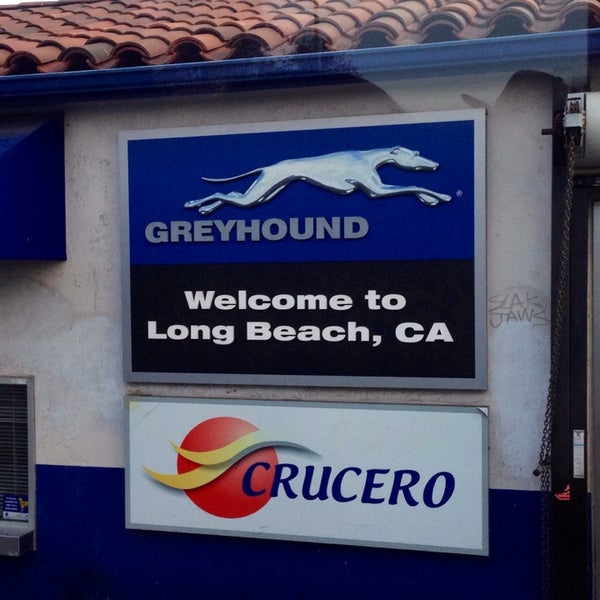 GREYHOUND
®
Welcome to
Long Beach, CA
CRUCERO